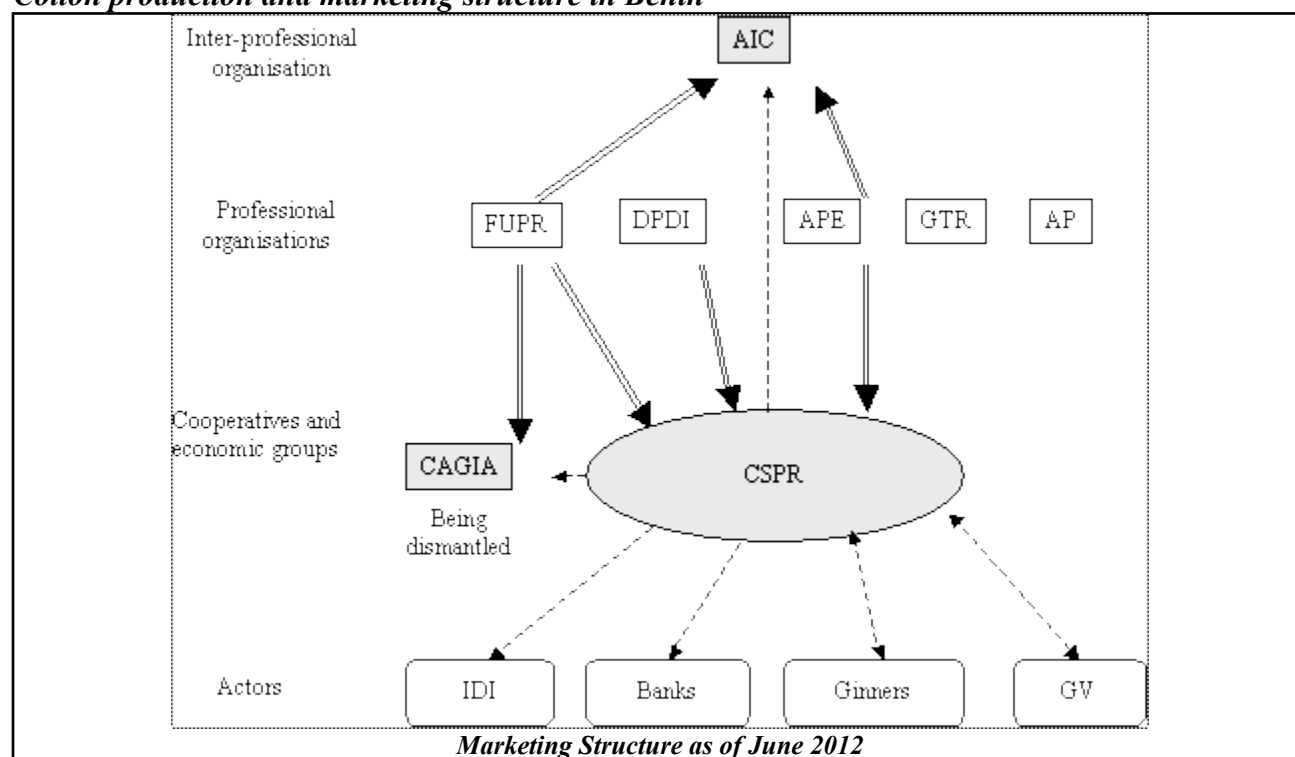 Cotton production and marketing structure in Benin
Inter-professional
organisation
AIC
Professional
organisations
FUPR
DPDI
APE
GTR
AP
Cooperatives and
economic groups
CAGIA
CSPR
Being
dismantled
Actors
IDI
Banks
Ginners
GV
Marketing Structure as of June 2012